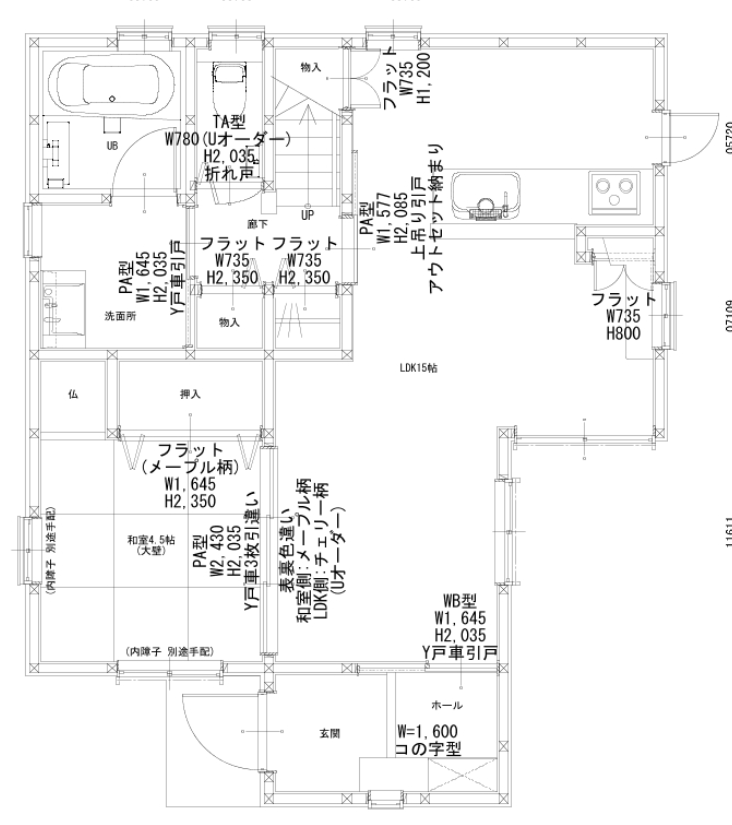 物入
フラット
W735
H1,200
UB
TA型
W780(Uオーダー)
H2,035
折れ戸
UP
廊下
PA型
W1,577
H2,085
上吊り引戸
アウトセット納まり
05720
フラット
W735
H2,350
フラット
W735
H2,350
PA型
W1,645
H2,035
Y戸車引戸
洗面所
物入
フラット
W735
H800
07109
LDK15帖
仏
押入
フラット
(メープル柄)
W1,645
H2,350
和室4.5帖
(大壁)
(内障子 別途手配)
PA型
W2,430
H2,035
Y戸車3枚引違い
表裏色違い
和室側:メープル柄
LDK側:チェリー柄
(Uオーダー)
11611
WB型
W1,645
H2,035
Y戸車引戸
(内障子 別途手配)
ホール
玄関
W=1,600
コの字型